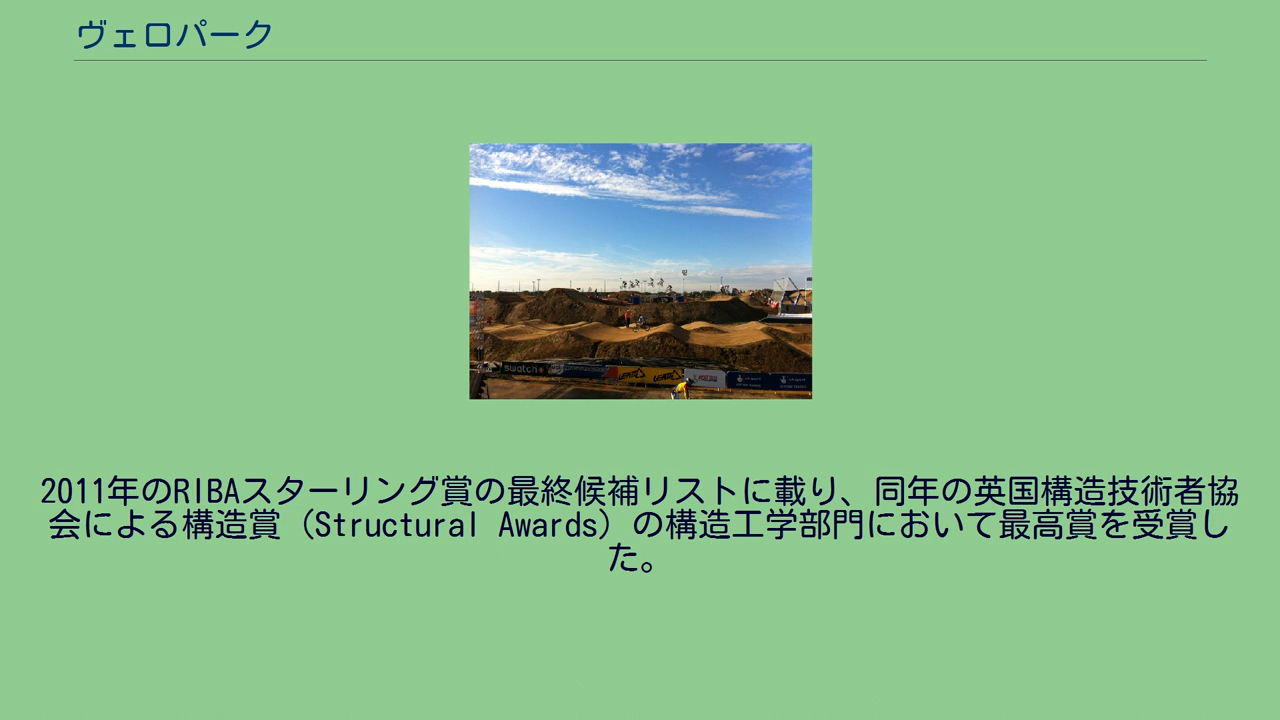 ヴェロパーク
swatch
LEATT
LEATT
2011年のRIBAスターリング賞の最終候補リストに載り、同年の英国構造技術者協
会による構造賞（Structural Awards）の構造工学部門において最高賞を受賞し
た。